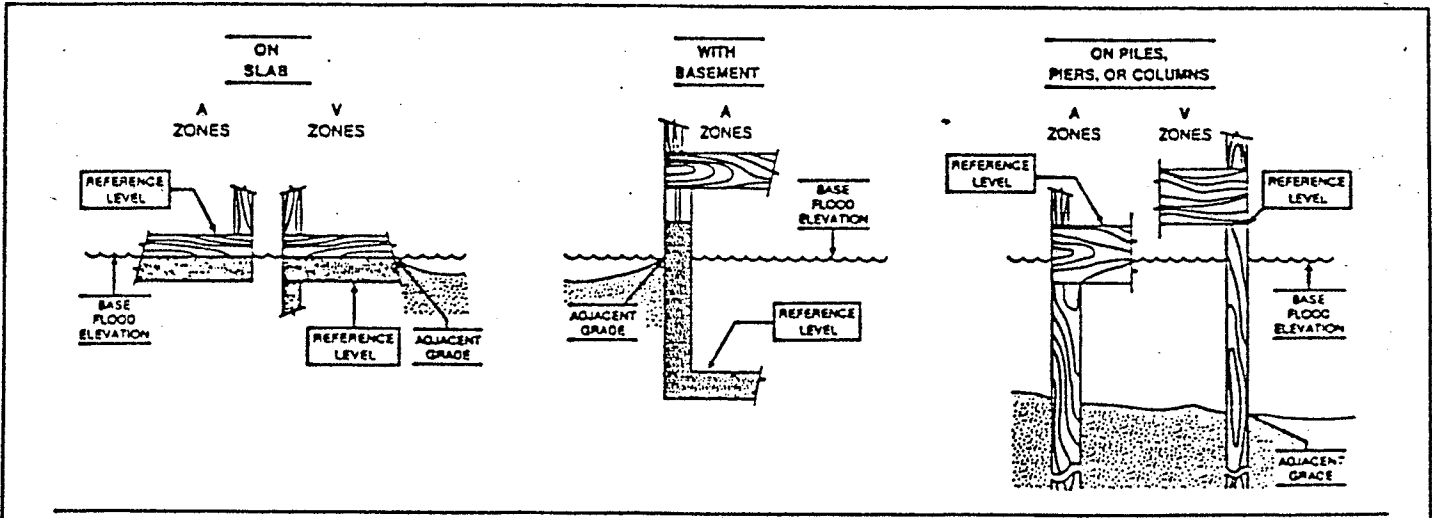 ON
SLAB
A
ZONES
V
ZONES
REFERENCE
LEVEL
BASE
FLOOD
ELEVATION
REFERENCE
LEVEL
ADJACENT
GRADE
WITH
BASEMENT
A
ZONES
BASE
FLOOD
ELEVATION
ADJACENT
GRADE
REFERENCE
LEVEL
ON PILES,
PIERS, OR COLUMNS
A
ZONES
V
ZONES
REFERENCE
LEVEL
REFERENCE
LEVEL
BASE
FLOOD
ELEVATION
ADJACENT
GRADE